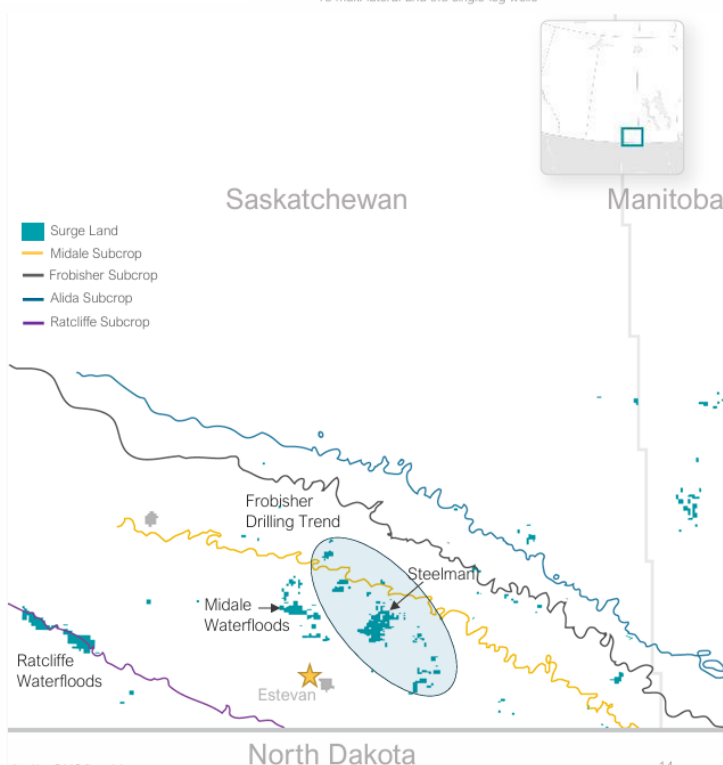 Saskatchewan
Manitoba
Surge Land
Midale Subcrop
Frobisher Subcrop
Alida Subcrop
Ratcliffe Subcrop
Frobisher
Drilling Trend
Steelman
Midale
Waterfloods
Ratcliffe
Waterfloods
Estevan
North Dakota